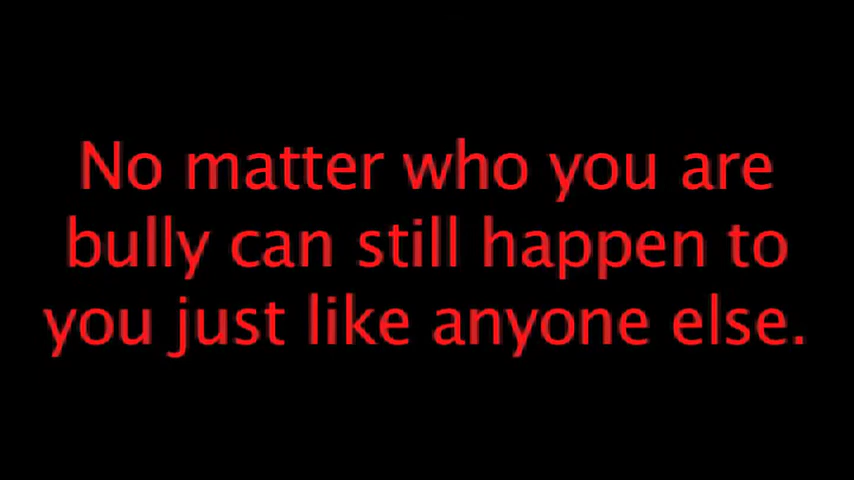 No matter who you are
bully can still happen to
you just like anyone else.